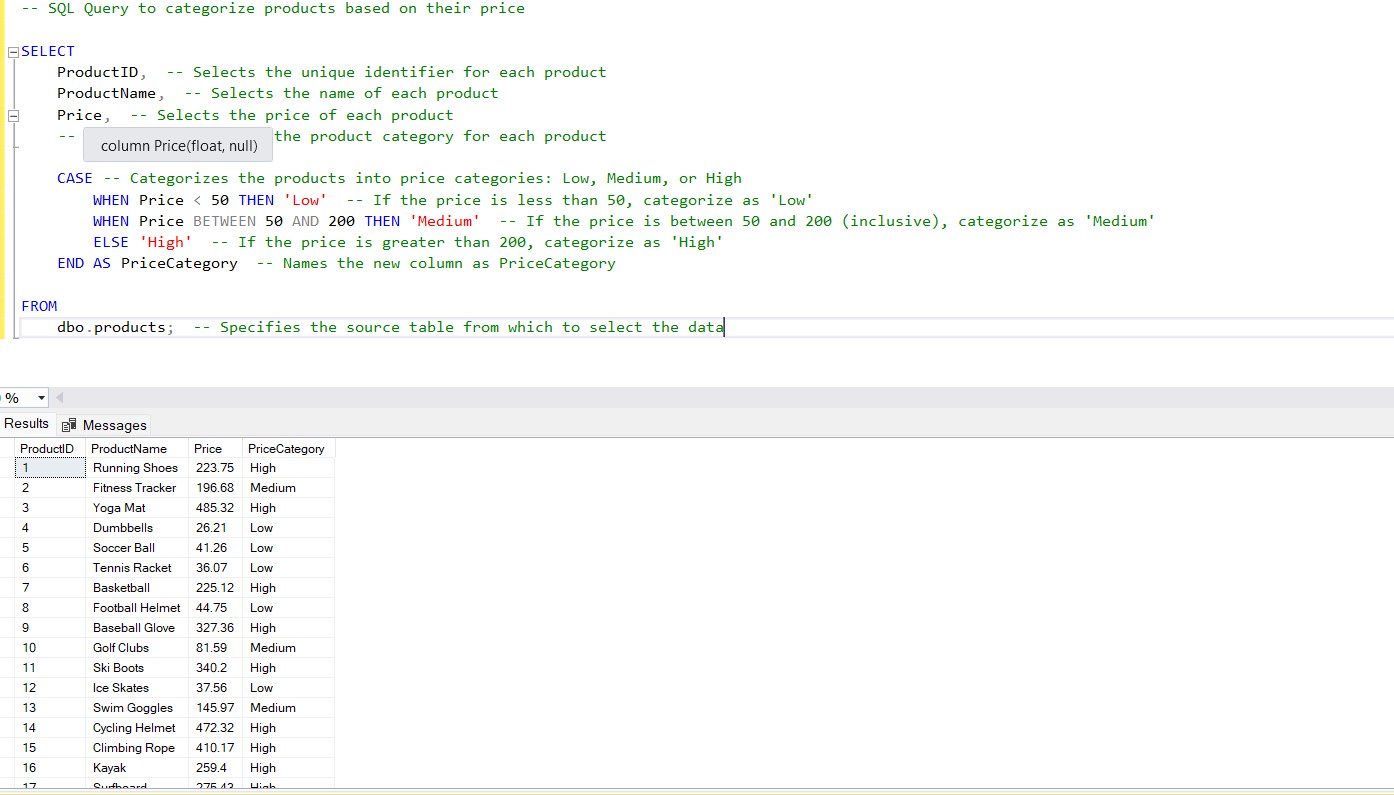 -- SQL Query to categorize products based on their price
SELECT
ProductID,  -- Selects the unique identifier for each product
ProductName,  -- Selects the name of each product
Price,  -- Selects the price of each product
-- the product category for each product
column Price(float, null)
CASE -- Categorizes the products into price categories: Low, Medium, or High
WHEN Price < 50 THEN 'Low'  -- If the price is less than 50, categorize as 'Low'
WHEN Price BETWEEN 50 AND 200 THEN 'Medium'  -- If the price is between 50 and 200 (inclusive), categorize as 'Medium'
ELSE 'High'  -- If the price is greater than 200, categorize as 'High'
END AS PriceCategory  -- Names the new column as PriceCategory
FROM
dbo.products;  -- Specifies the source table from which to select the data
%
Results Messages
ProductID ProductName Price PriceCategory
1 Running Shoes 223.75 High
2 Fitness Tracker 196.68 Medium
3 Yoga Mat 485.32 High
4 Dumbbells 26.21 Low
5 Soccer Ball 41.26 Low
6 Tennis Racket 36.07 Low
7 Basketball 225.12 High
8 Football Helmet 44.75 Low
9 Baseball Glove 327.36 High
10 Golf Clubs 81.59 Medium
11 Ski Boots 340.2 High
12 Ice Skates 37.56 Low
13 Swim Goggles 145.97 Medium
14 Cycling Helmet 472.32 High
15 Climbing Rope 410.17 High
16 Kayak 259.4 High
17 Surfboard 275.43 High